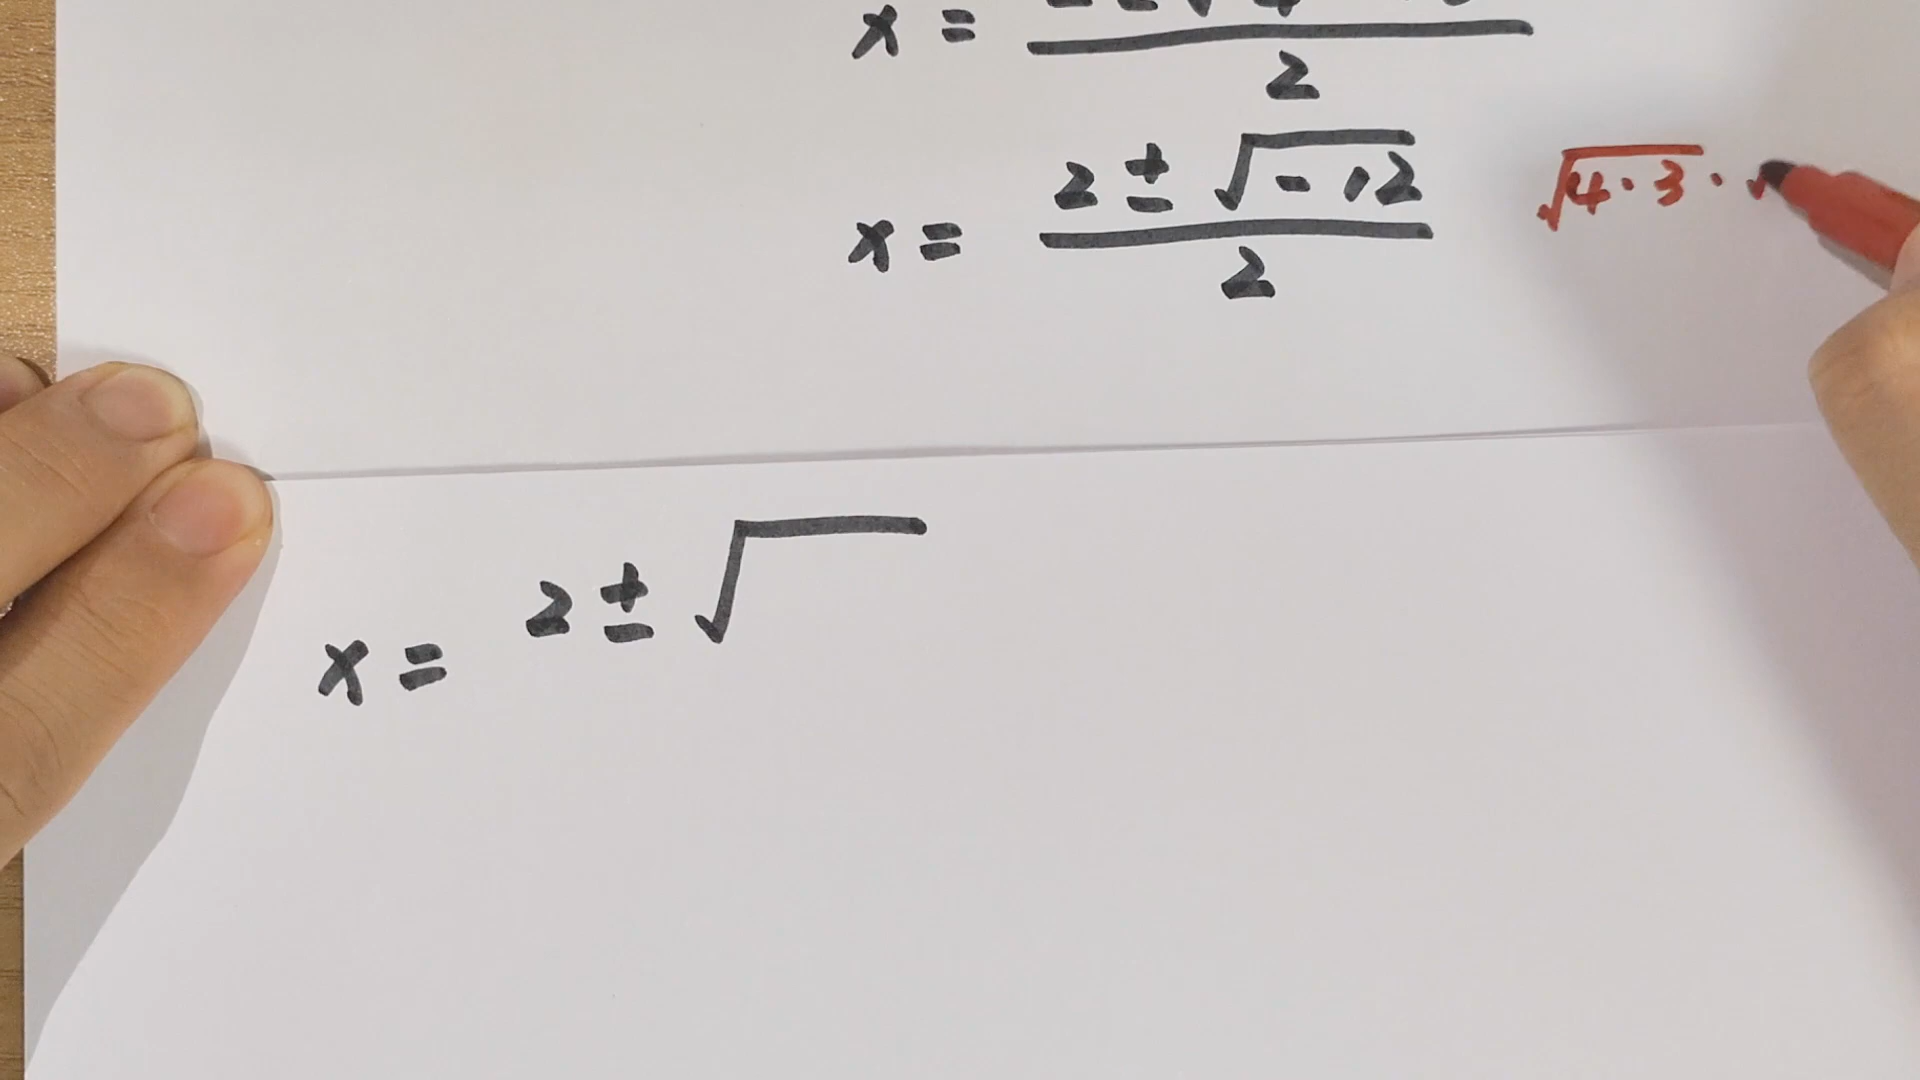 x = 2
x = 2 ± √-12 / 2 √4·3 · √
x = 2 ± √